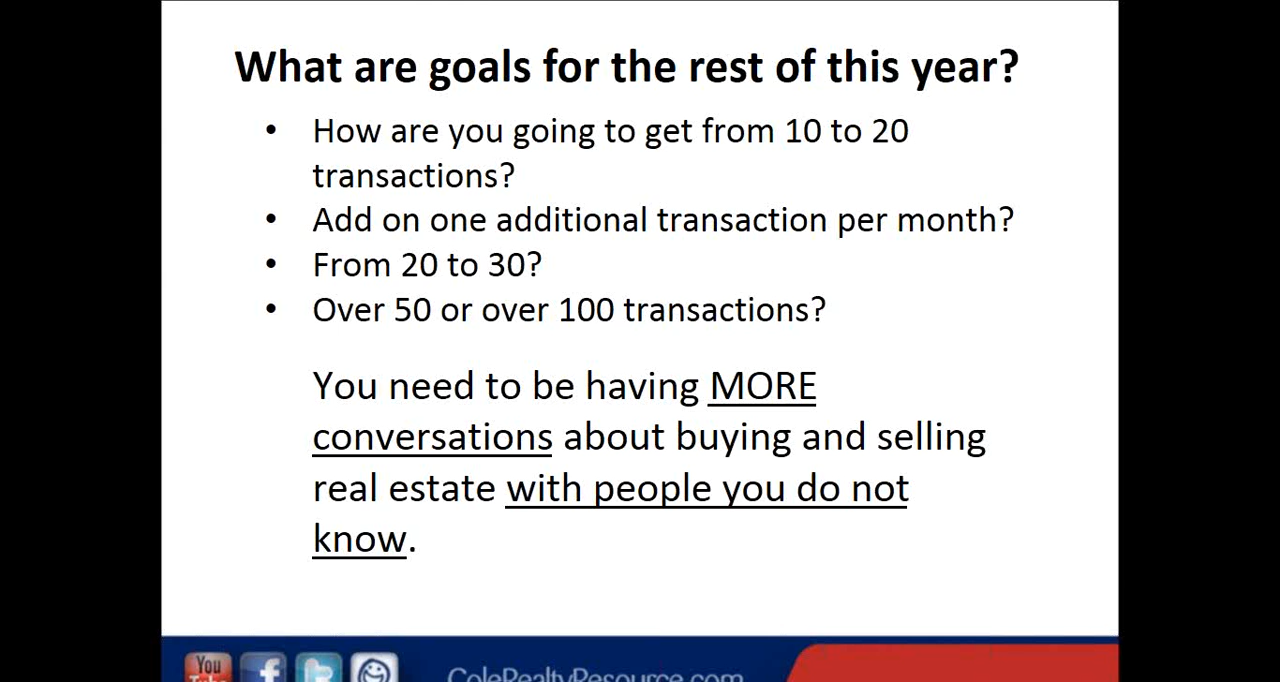 What are goals for the rest of this year?
• How are you going to get from 10 to 20
transactions?
• Add on one additional transaction per month?
• From 20 to 30?
• Over 50 or over 100 transactions?
You need to be having MORE
conversations about buying and selling
real estate with people you do not
know.
You
Tube
ColeRealtyResource.com